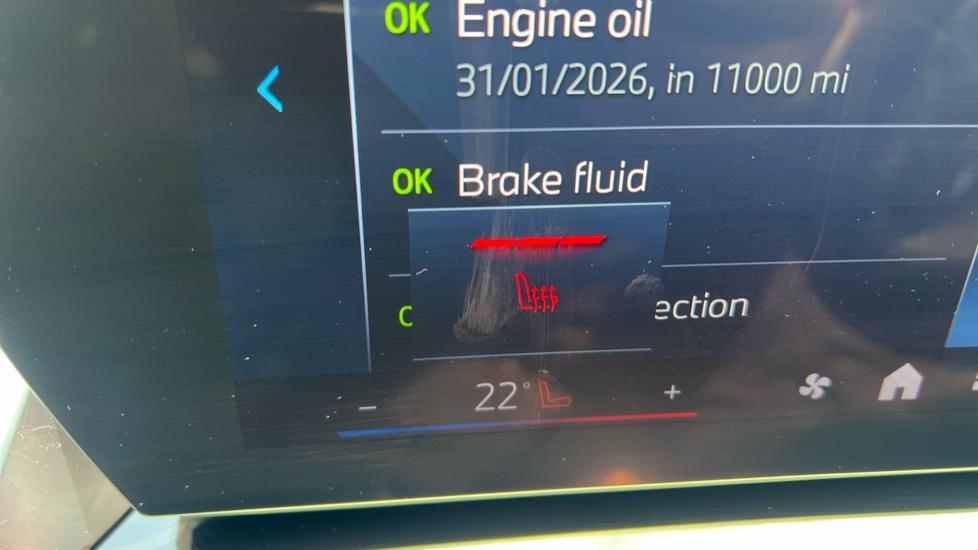 OK Engine oil
31/01/2026, in 11000 mi
OK Brake fluid
ection
− 22° +